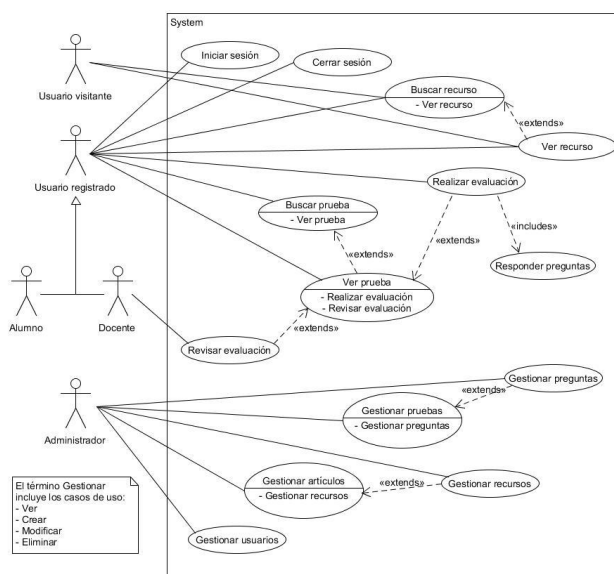 System
Iniciar sesión
Cerrar sesión
Usuario visitante
Buscar recurso
- Ver recurso
«extends»
Ver recurso
Usuario registrado
Realizar evaluación
Buscar prueba
- Ver prueba
«extends»
«includes»
«extends»
Responder preguntas
Ver prueba
- Realizar evaluación
- Revisar evaluación
Alumno
Docente
«extends»
Revisar evaluación
Gestionar preguntas
«extends»
Gestionar pruebas
- Gestionar preguntas
Administrador
Gestionar artículos
- Gestionar recursos
«extends»
Gestionar recursos
Gestionar usuarios
El término Gestionar
incluye los casos de uso:
- Ver
- Crear
- Modificar
- Eliminar